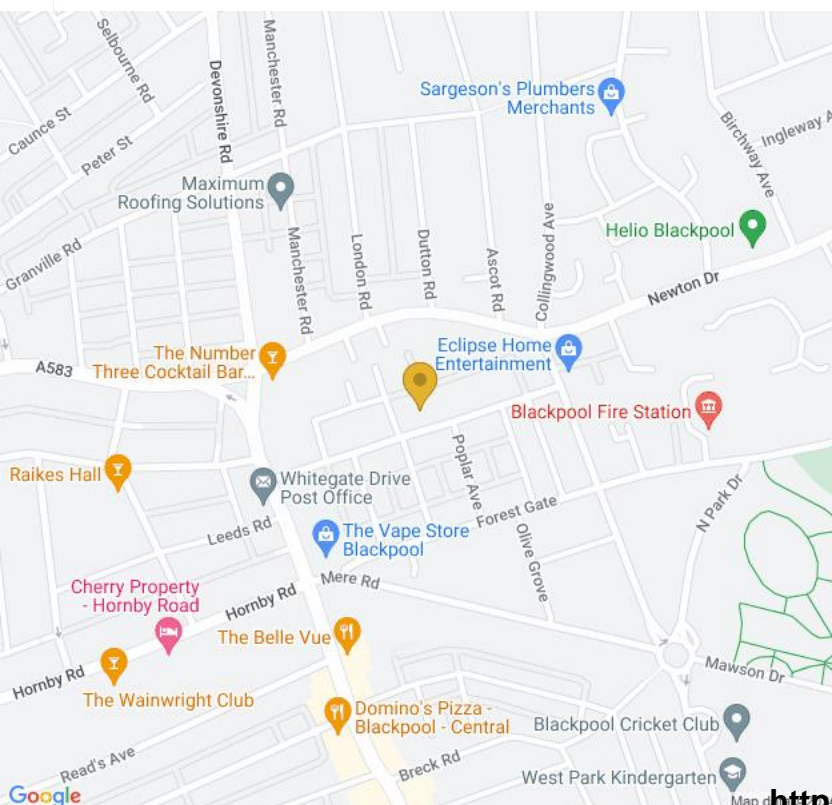 Selbourne Rd
Manchester Rd
Devonshire Rd
Caunce St
Peter St
Sargeson's Plumbers
Merchants
Birchway Ave
Ingleway A
Maximum
Roofing Solutions
Granville Rd
Manchester Rd
London Rd
Dutton Rd
Ascot Rd
Collingwood Ave
Helio Blackpool
Newton Dr
The Number
Three Cocktail Bar...
A583
Eclipse Home
Entertainment
Blackpool Fire Station
Raikes Hall
Whitegate Drive
Post Office
Poplar Ave
Forest Gate
N Park Dr
Leeds Rd
The Vape Store
Blackpool
Olive Grove
Mere Rd
Cherry Property
- Hornby Road
Hornby Rd
The Belle Vue
Hornby Rd
The Wainwright Club
Mawson Dr
Domino's Pizza -
Blackpool - Central
Blackpool Cricket Club
Read's Ave
Breck Rd
West Park Kindergarten
Google
Map d
http